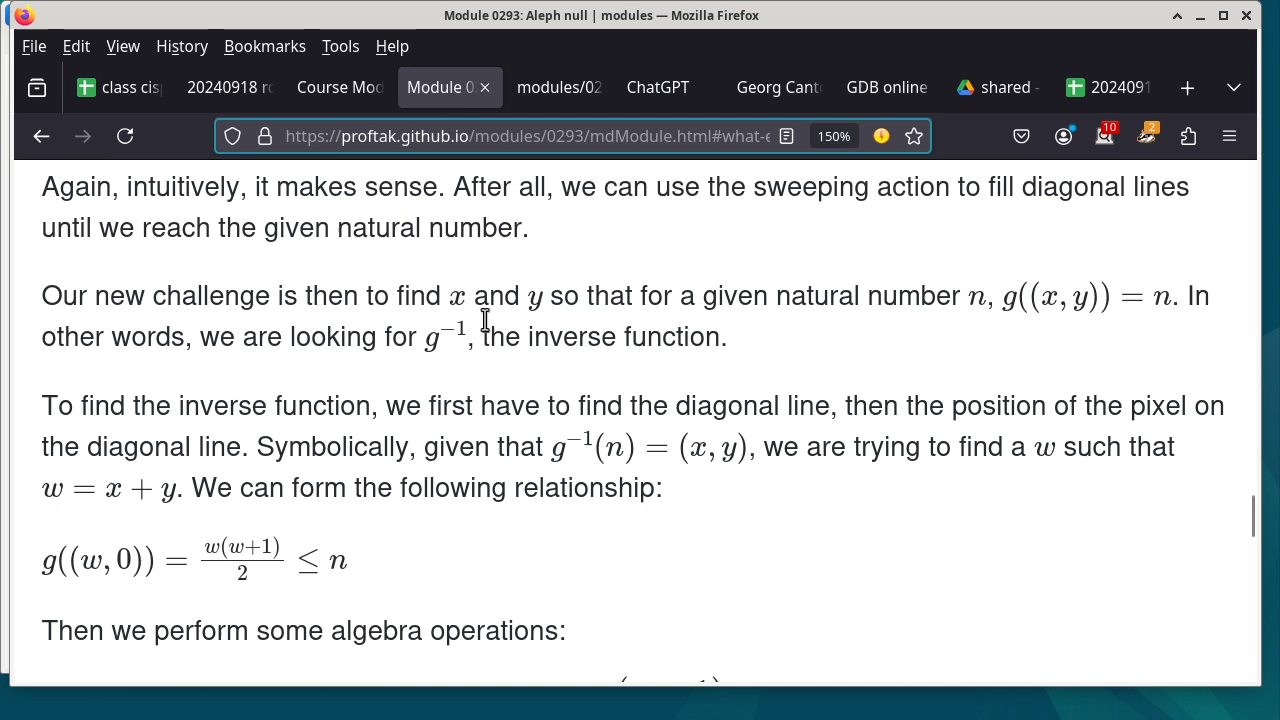 Module 0293: Aleph null | modules — Mozilla Firefox
File Edit View History Bookmarks Tools Help
class cis 20240918 Course Mod Module 0 modules/02 ChatGPT Georg Cant GDB online shared - 202409
https://proftak.github.io/modules/0293/mdModule.html#what- 150% 10 2
Again, intuitively, it makes sense. After all, we can use the sweeping action to fill diagonal lines
until we reach the given natural number.
Our new challenge is then to find x and y so that for a given natural number n, g((x, y)) = n. In
other words, we are looking for g⁻¹, the inverse function.
To find the inverse function, we first have to find the diagonal line, then the position of the pixel on
the diagonal line. Symbolically, given that g⁻¹(n) = (x, y), we are trying to find a w such that
w = x + y. We can form the following relationship:
g((w, 0)) = w(w+1)/2 ≤ n
Then we perform some algebra operations: